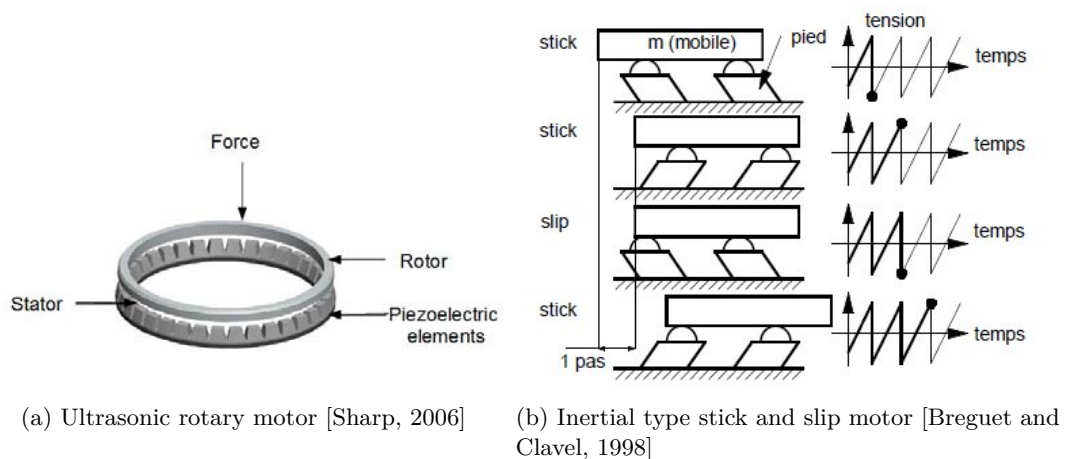 Force
Rotor
Stator
Piezoelectric
elements
(a) Ultrasonic rotary motor [Sharp, 2006]
tension
stick
m (mobile)
pied
temps
stick
temps
slip
temps
stick
temps
1 pas
(b) Inertial type stick and slip motor [Breguet and
Clavel, 1998]